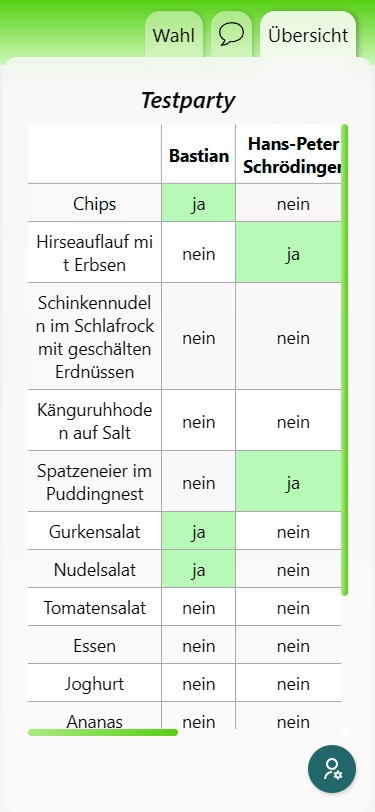 Wahl Übersicht
Testparty
Bastian Hans-Peter
Schrödinger
Chips ja nein
Hirseauflauf mi
t Erbsen nein ja
Schinkennudel
n im Schlafrock
mit geschälten
Erdnüssen nein nein
Känguruhhode
n auf Salt nein nein
Spatzeneier im
Puddingnest nein ja
Gurkensalat ja nein
Nudelsalat ja nein
Tomatensalat nein nein
Essen nein nein
Joghurt nein nein
Ananas nein nein